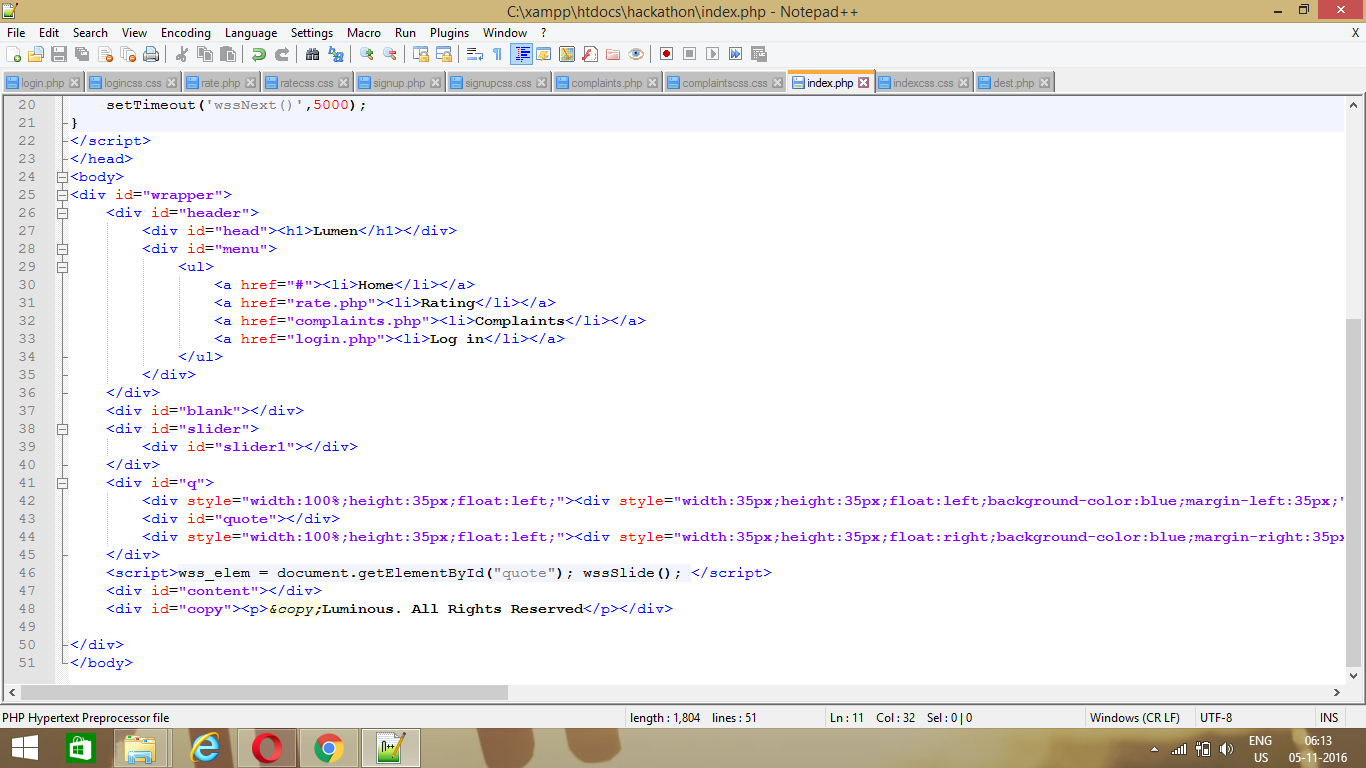 C:\xampp\htdocs\hackathon\index.php - Notepad++
File Edit Search View Encoding Language Settings Macro Run Plugins Window ? X
login.php logincss.css rate.php ratecss.css signup.php signupcss.css complaints.php complaintscss.css index.php indexcss.css dest.php
20 setTimeout('wssNext()',5000);
21 }
22 </script>
23 </head>
24 <body>
25 <div id="wrapper">
26 <div id="header">
27 <div id="head"><h1>Lumen</h1></div>
28 <div id="menu">
29 <ul>
30 <a href="#"><li>Home</li></a>
31 <a href="rate.php"><li>Rating</li></a>
32 <a href="complaints.php"><li>Complaints</li></a>
33 <a href="login.php"><li>Log in</li></a>
34 </ul>
35 </div>
36 </div>
37 <div id="blank"></div>
38 <div id="slider">
39 <div id="slider1"></div>
40 </div>
41 <div id="q">
42 <div style="width:100%;height:35px;float:left;"><div style="width:35px;height:35px;float:left;background-color:blue;margin-left:35px;"
43 <div id="quote"></div>
44 <div style="width:100%;height:35px;float:left;"><div style="width:35px;height:35px;float:right;background-color:blue;margin-right:35px
45 </div>
46 <script>wss_elem = document.getElementById("quote"); wssSlide(); </script>
47 <div id="content"></div>
48 <div id="copy"><p>&copy;Luminous. All Rights Reserved</p></div>
49
50 </div>
51 </body>
PHP Hypertext Preprocessor file length : 1,804 lines : 51 Ln : 11 Col : 32 Sel : 0 | 0 Windows (CR LF) UTF-8 INS
ENG 06:13
US 05-11-2016